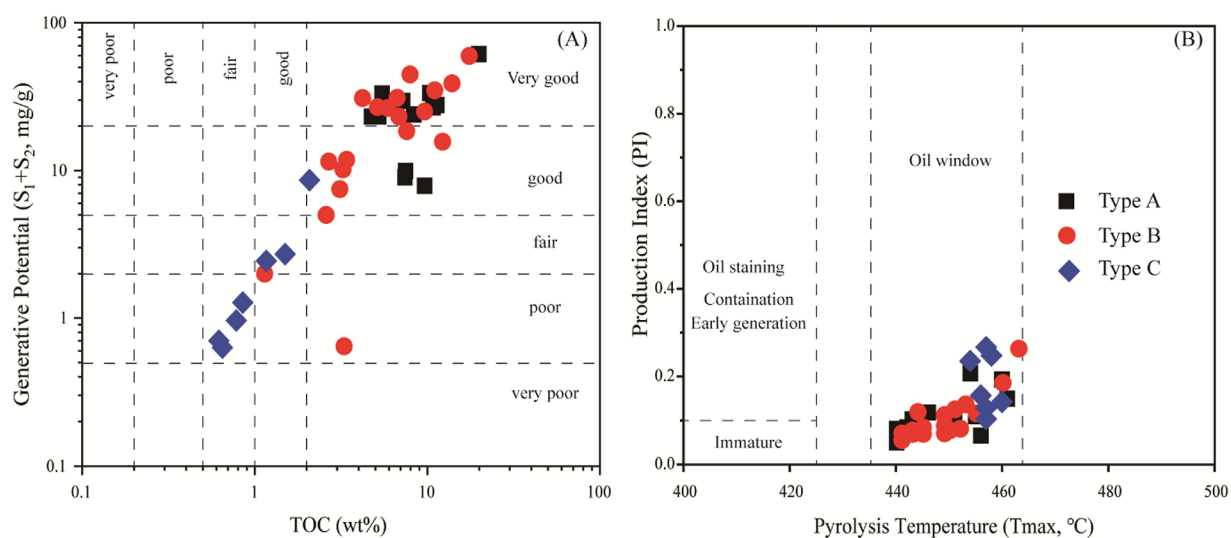 (A)
Generative Potential (S₁+S₂, mg/g)
100
10
1
0.1
very poor
poor
fair
good
Very good
good
fair
poor
very poor
0.1
1
10
100
TOC (wt%)
(B)
Production Index (PI)
1.0
0.8
0.6
0.4
0.2
0.0
Oil window
Oil staining
Containation
Early generation
Immature
Type A
Type B
Type C
400
420
440
460
480
500
Pyrolysis Temperature (Tmax, ℃)